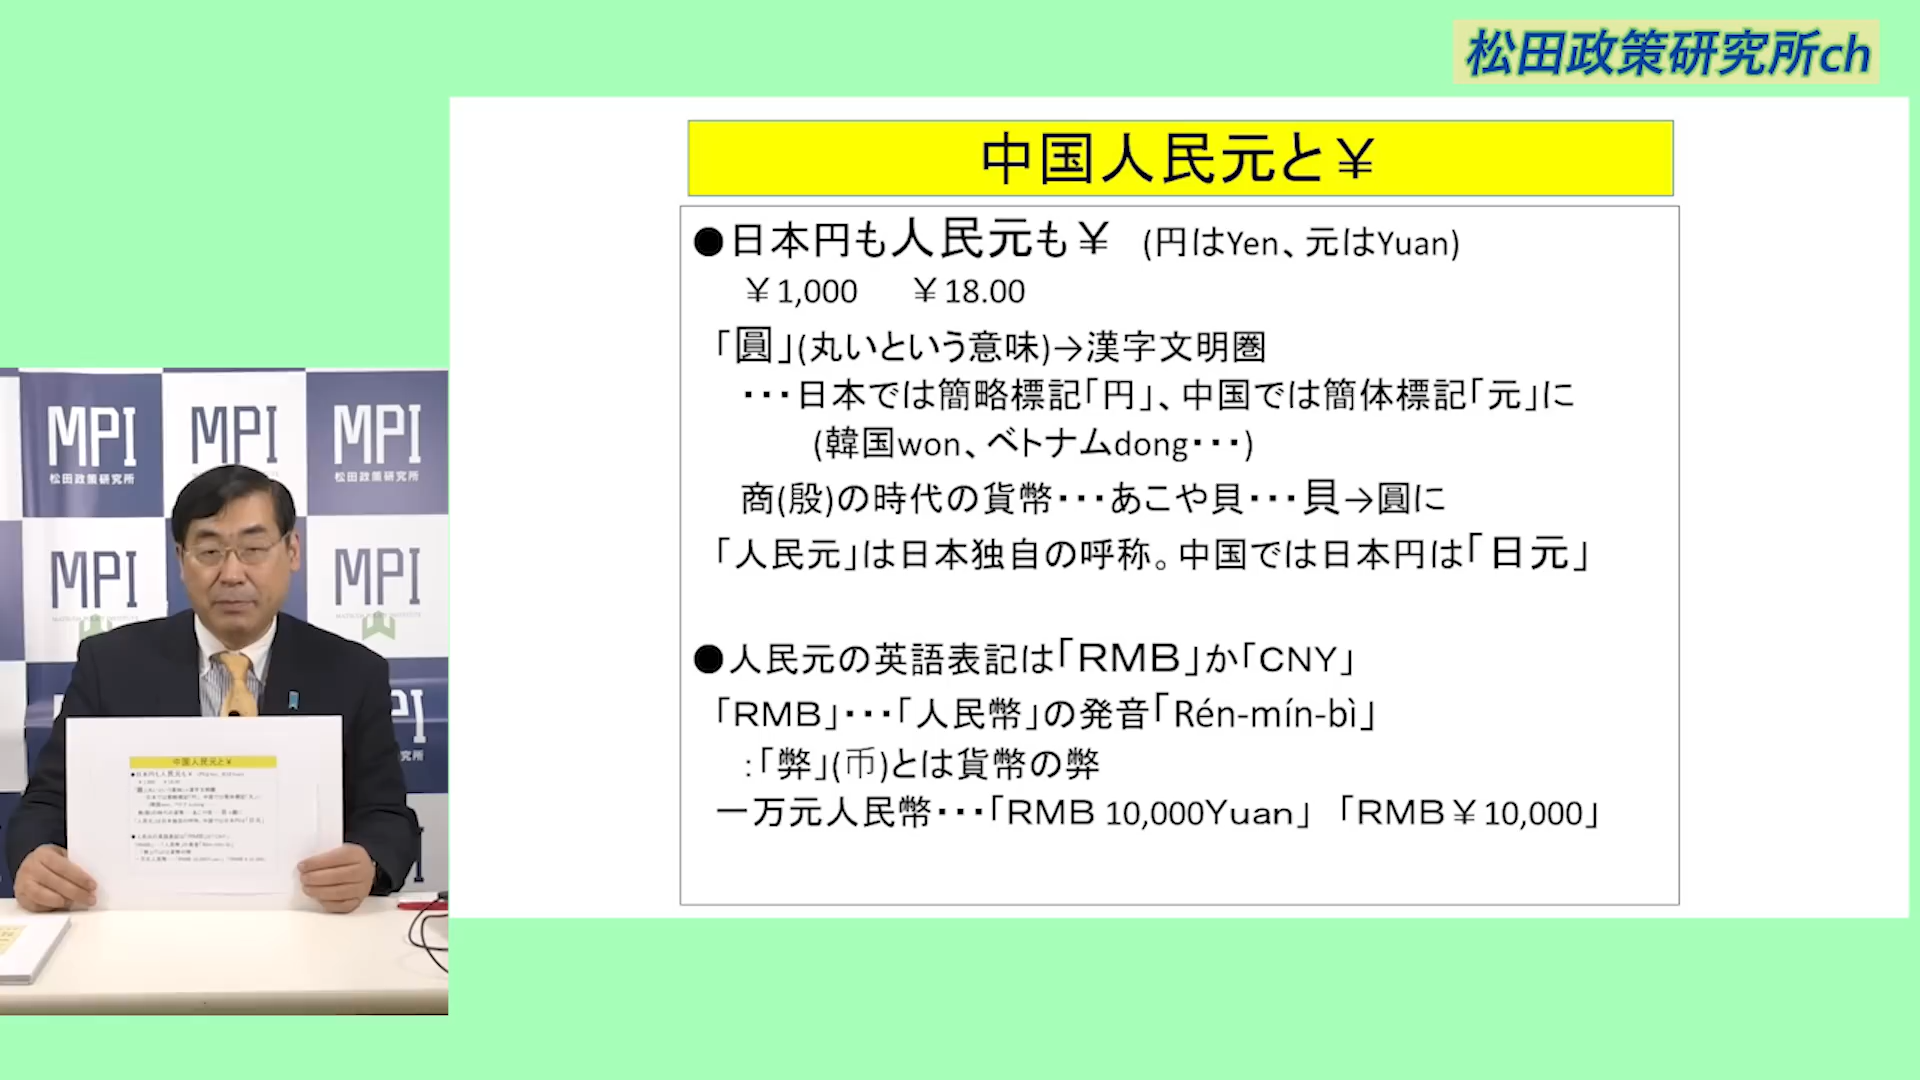 松田政策研究所ch
中国人民元と￥
●日本円も人民元も￥ (円はYen、元はYuan)
￥1,000 ￥18.00
「圓」(丸いという意味)→漢字文明圏
・・・日本では簡略標記「円」、中国では簡体標記「元」に
(韓国won、ベトナムdong・・・)
商(殷)の時代の貨幣・・・あこや貝・・・貝→圓に
「人民元」は日本独自の呼称。中国では日本円は「日元」
●人民元の英語表記は「RMB」か「CNY」
「RMB」・・・「人民幣」の発音「Rén-mín-bì」
:「弊」(币)とは貨幣の弊
一万元人民幣・・・「RMB 10,000Yuan」 「RMB￥10,000」
MPI MPI MPI
松田政策研究所 松田政策研究所
MPI MPI
中国人民元と￥